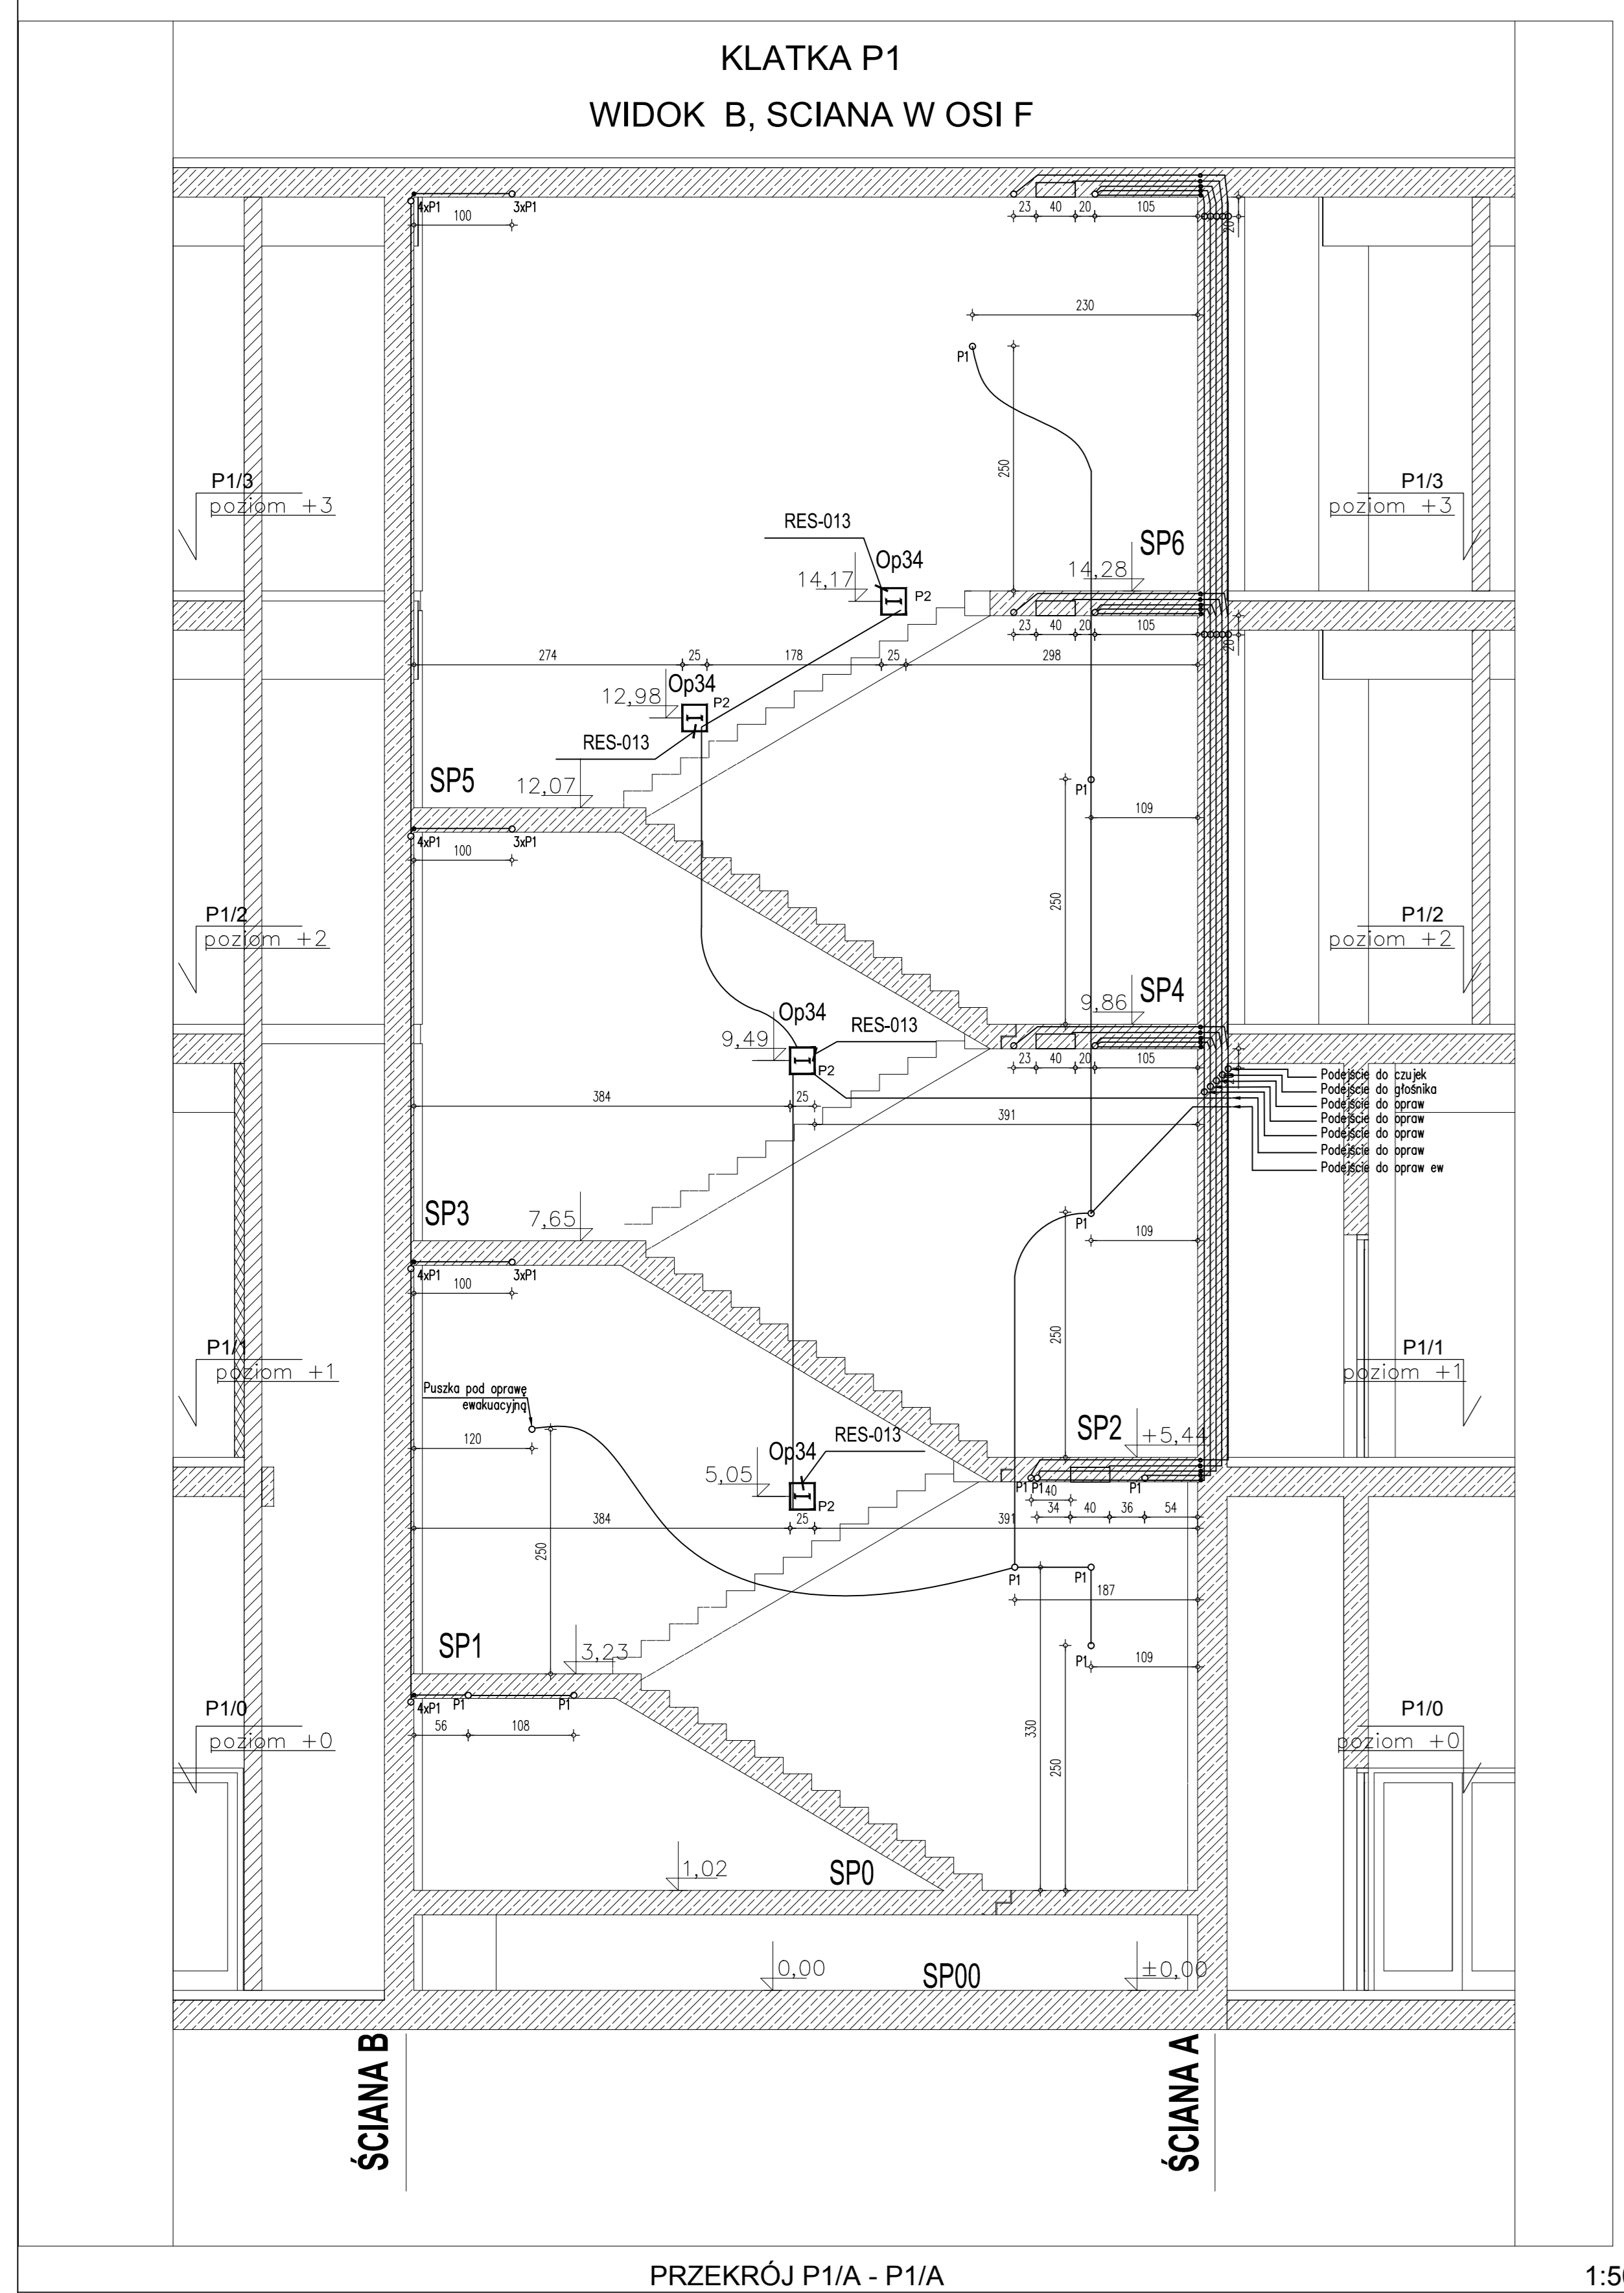 KLATKA P1
WIDOK B, SCIANA W OSI F
4xP1
3xP1
100
23
40
20
105
20
230
P1
250
P1/3
poziom +3
P1/3
poziom +3
RES-013
Op34
14,17
P2
SP6
14,28
23
40
20
105
20
274
25
178
25
298
Op34
12,98
P2
RES-013
SP5
12,07
P1
109
4xP1
3xP1
100
250
P1/2
poziom +2
P1/2
poziom +2
SP4
9,86
Op34
RES-013
9,49
P2
23
40
20
105
Podejście do czujek
Podejście do głośnika
Podejście do opraw
Podejście do opraw
Podejście do opraw
Podejście do opraw
Podejście do opraw ew
384
25
391
SP3
7,65
P1
109
4xP1
3xP1
100
250
P1/1
poziom +1
P1/1
poziom +1
Puszka pod oprawę
ewakuacyjną
120
SP2
+5,44
RES-013
Op34
5,05
P2
P1
P1
P1
40
34
40
36
54
384
25
391
250
P1
P1
187
SP1
3,23
P1
109
4xP1
P1
P1
56
108
330
250
P1/0
poziom +0
P1/0
poziom +0
1,02
SP0
0,00
SP00
±0,00
ŚCIANA B
ŚCIANA A
PRZEKRÓJ P1/A - P1/A